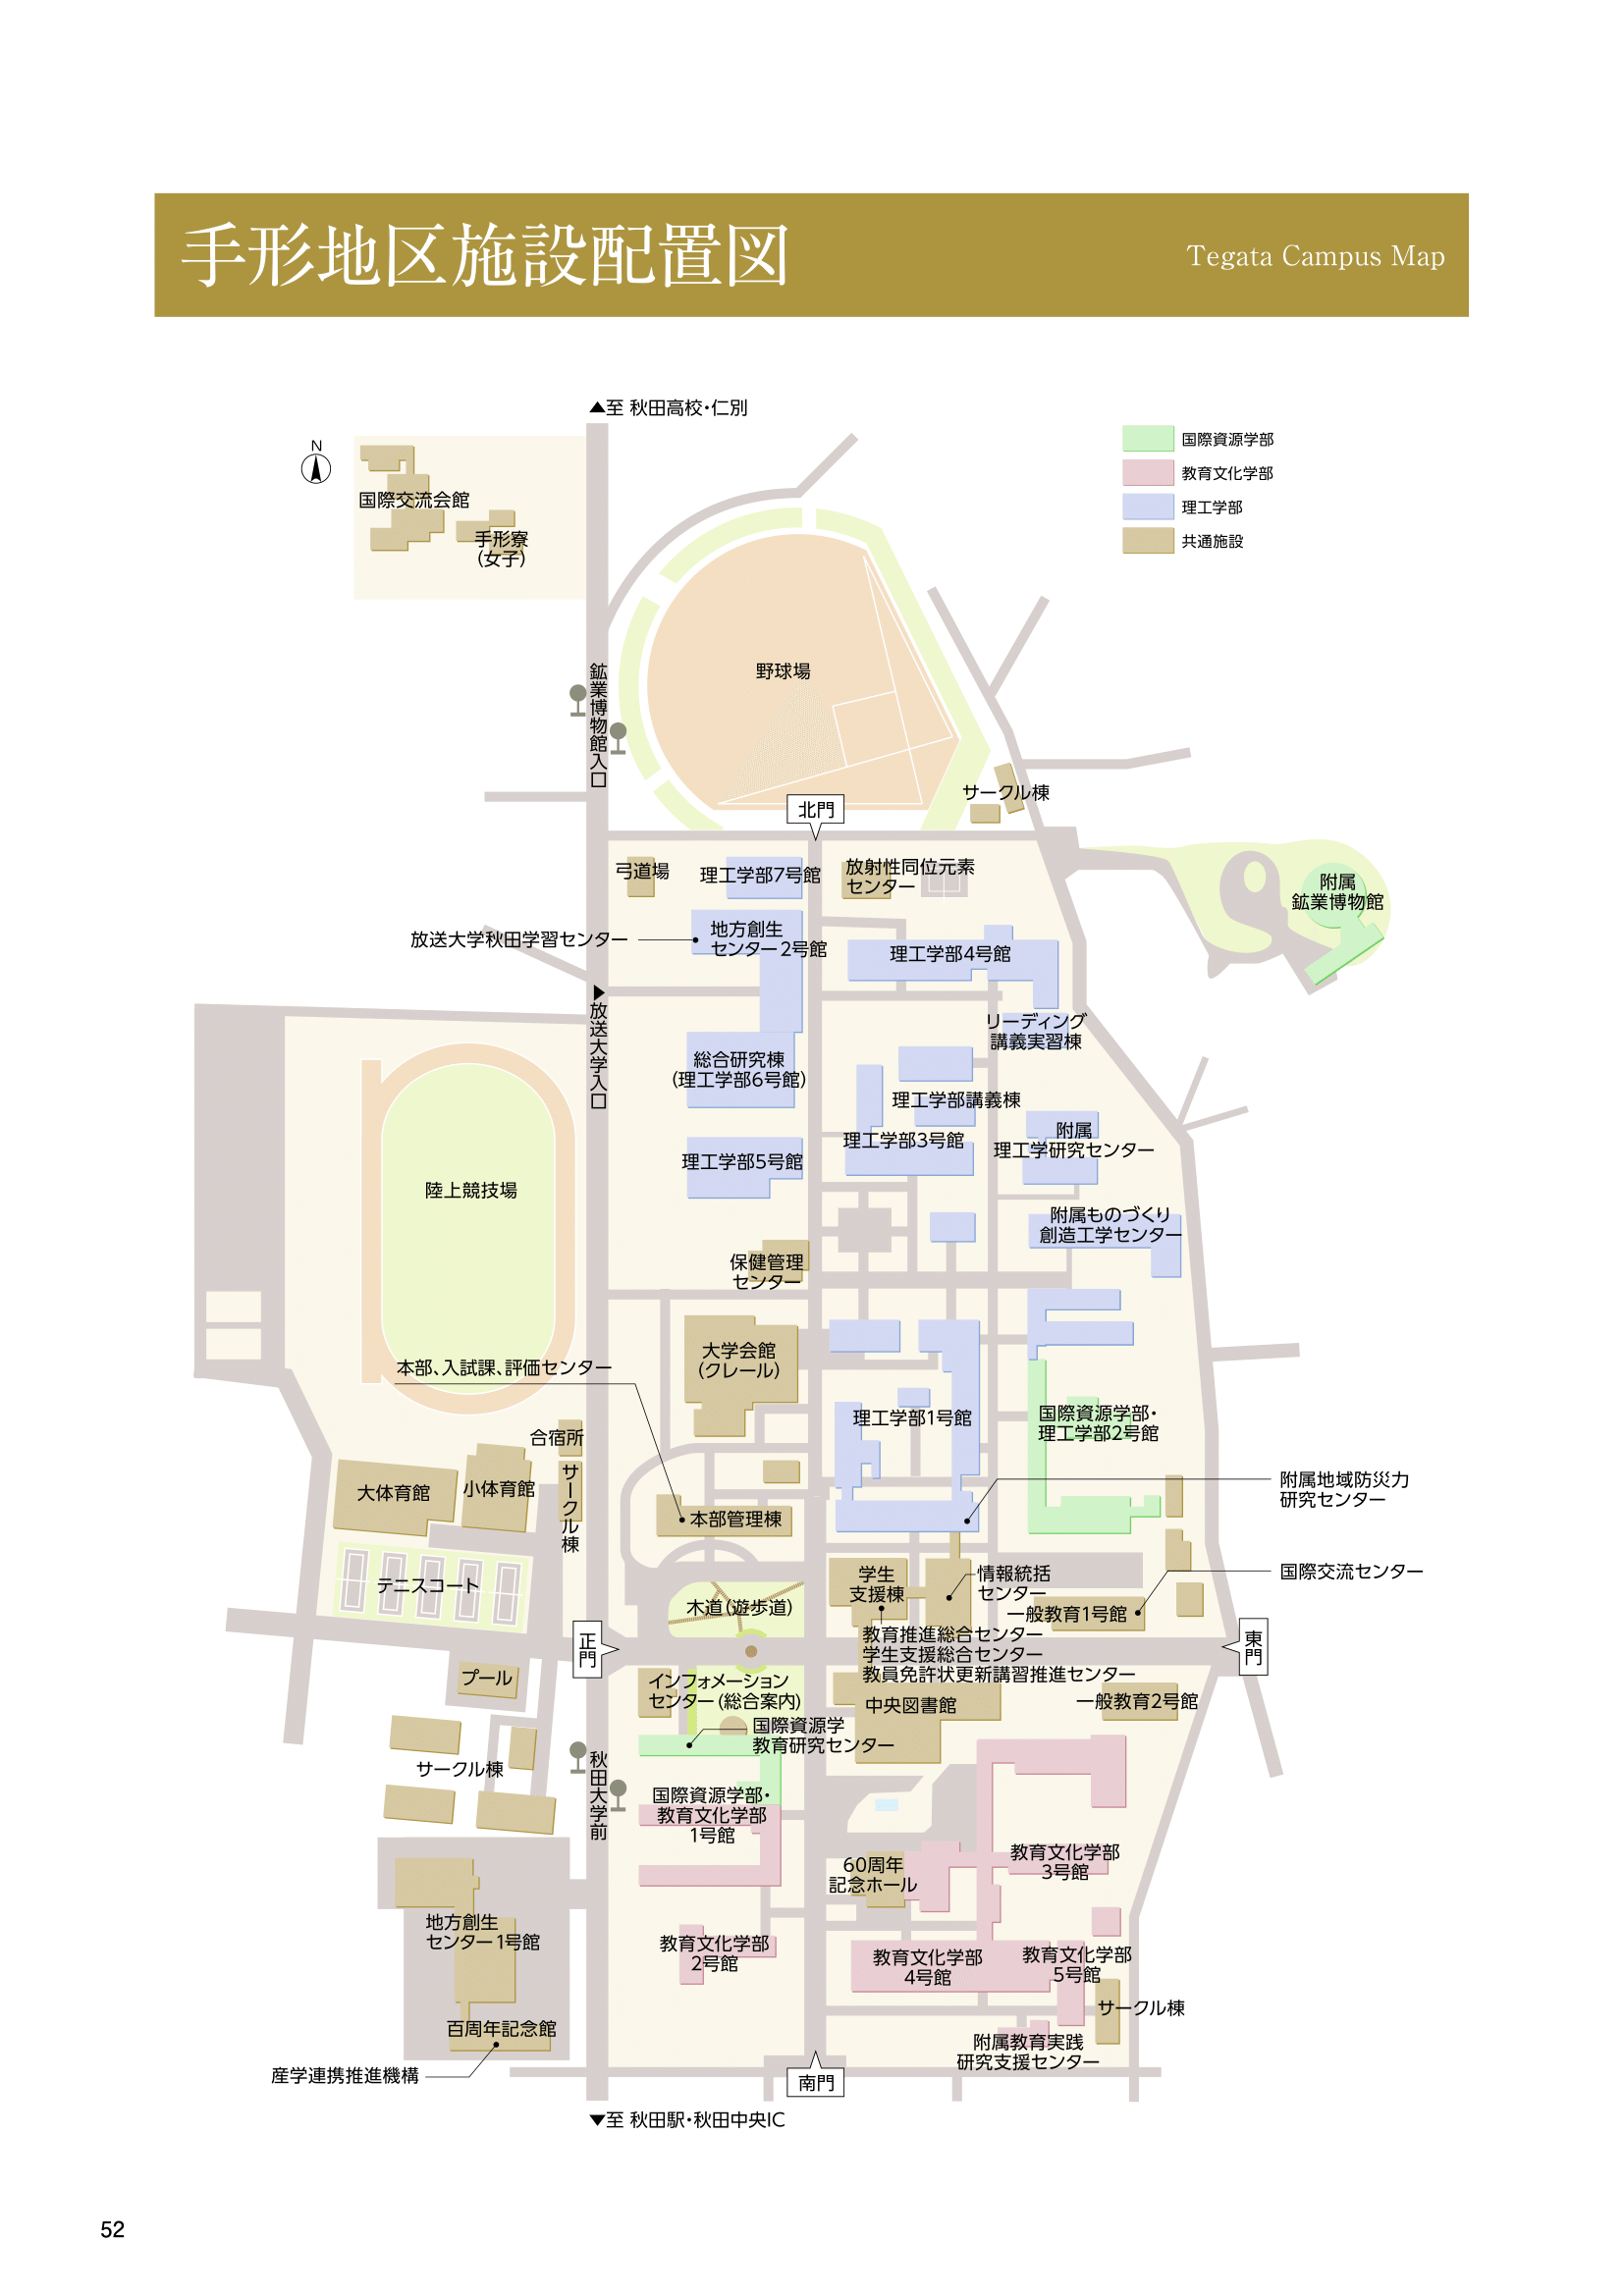 手形地区施設配置図
Tegata Campus Map
▲至 秋田高校・仁別
N
国際資源学部
教育文化学部
理工学部
共通施設
国際交流会館
手形寮
(女子)
鉱業博物館入口
野球場
サークル棟
北門
弓道場
理工学部7号館
放射性同位元素
センター
附属
鉱業博物館
放送大学秋田学習センター
地方創生
センター2号館
理工学部4号館
▶放送大学入口
リーディング
講義実習棟
総合研究棟
(理工学部6号館)
理工学部講義棟
理工学部3号館
附属
理工学研究センター
理工学部5号館
陸上競技場
附属ものづくり
創造工学センター
保健管理
センター
大学会館
(クレール)
本部、入試課、評価センター
理工学部1号館
国際資源学部・
理工学部2号館
合宿所
サークル棟
大体育館
小体育館
附属地域防災力
研究センター
本部管理棟
テニスコート
学生
支援棟
情報統括
センター
国際交流センター
木道(遊歩道)
一般教育1号館
正門
東門
教育推進総合センター
学生支援総合センター
教員免許状更新講習推進センター
プール
インフォメーション
センター(総合案内)
中央図書館
一般教育2号館
国際資源学
教育研究センター
サークル棟
秋田大学前
国際資源学部・
教育文化学部
1号館
60周年
記念ホール
教育文化学部
3号館
地方創生
センター1号館
教育文化学部
2号館
教育文化学部
4号館
教育文化学部
5号館
サークル棟
百周年記念館
附属教育実践
研究支援センター
産学連携推進機構
南門
▼至 秋田駅・秋田中央IC
52